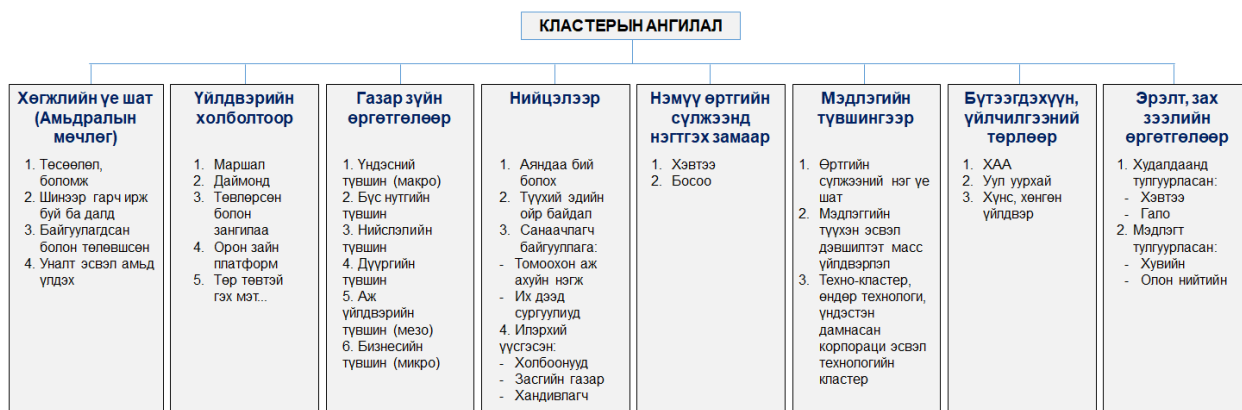 КЛАСТЕРЫН АНГИЛАЛ
Хөгжлийн үе шат
(Амьдралын
мөчлөг)
1. Төсөөлөл,
боломж
2. Шинээр гарч ирж
буй ба далд
3. Байгуулагдсан
болон төлөвшсөн
4. Уналт эсвэл амьд
үлдэх
Үйлдвэрийн
холболтоор
1. Маршал
2. Даймонд
3. Төвлөрсөн
болон
зангилаа
4. Орон зайн
платформ
5. Төр төвтэй
гэх мэт...
Газар зүйн
өргөтгөлөөр
1. Үндэсний
түвшин (макро)
2. Бүс нутгийн
түвшин
3. Нийслэлийн
түвшин
4. Дүүргийн
түвшин
5. Аж
үйлдвэрийн
түвшин (мезо)
6. Бизнесийн
түвшин (микро)
Нийцэлээр
1. Аяндаа бий
болох
2. Түүхий эдийн
ойр байдал
3. Санаачлагч
байгууллага:
- Томоохон аж
ахуйн нэгж
- Их дээд
сургуулиуд
4. Илэрхий
үүсгэсэн:
- Холбоонууд
- Засгийн газар
- Хандивлагч
Нэмүү өртгийн
сүлжээнд
нэгтгэх замаар
1. Хэвтээ
2. Босоо
Мэдлэгийн
түвшингээр
1. Өртгийн
сүлжээний нэг үе
шат
2. Мэдлэггийн
түүхэн эсвэл
дэвшилтэт масс
үйлдвэрлэл
3. Техно-кластер,
өндөр технологи,
үндэстэн
дамнасан
корпораци эсвэл
технологийн
кластер
Бүтээгдэхүүн,
үйлчилгээний
төрлөөр
1. ХАА
2. Уул уурхай
3. Хүнс, хөнгөн
үйлдвэр
Эрэлт, зах
зээлийн
өргөтгөлөөр
1. Худалдаанд
тулгуурласан:
- Хэвтээ
- Гало
2. Мэдлэгт
тулгуурласан:
- Хувийн
- Олон нийтийн